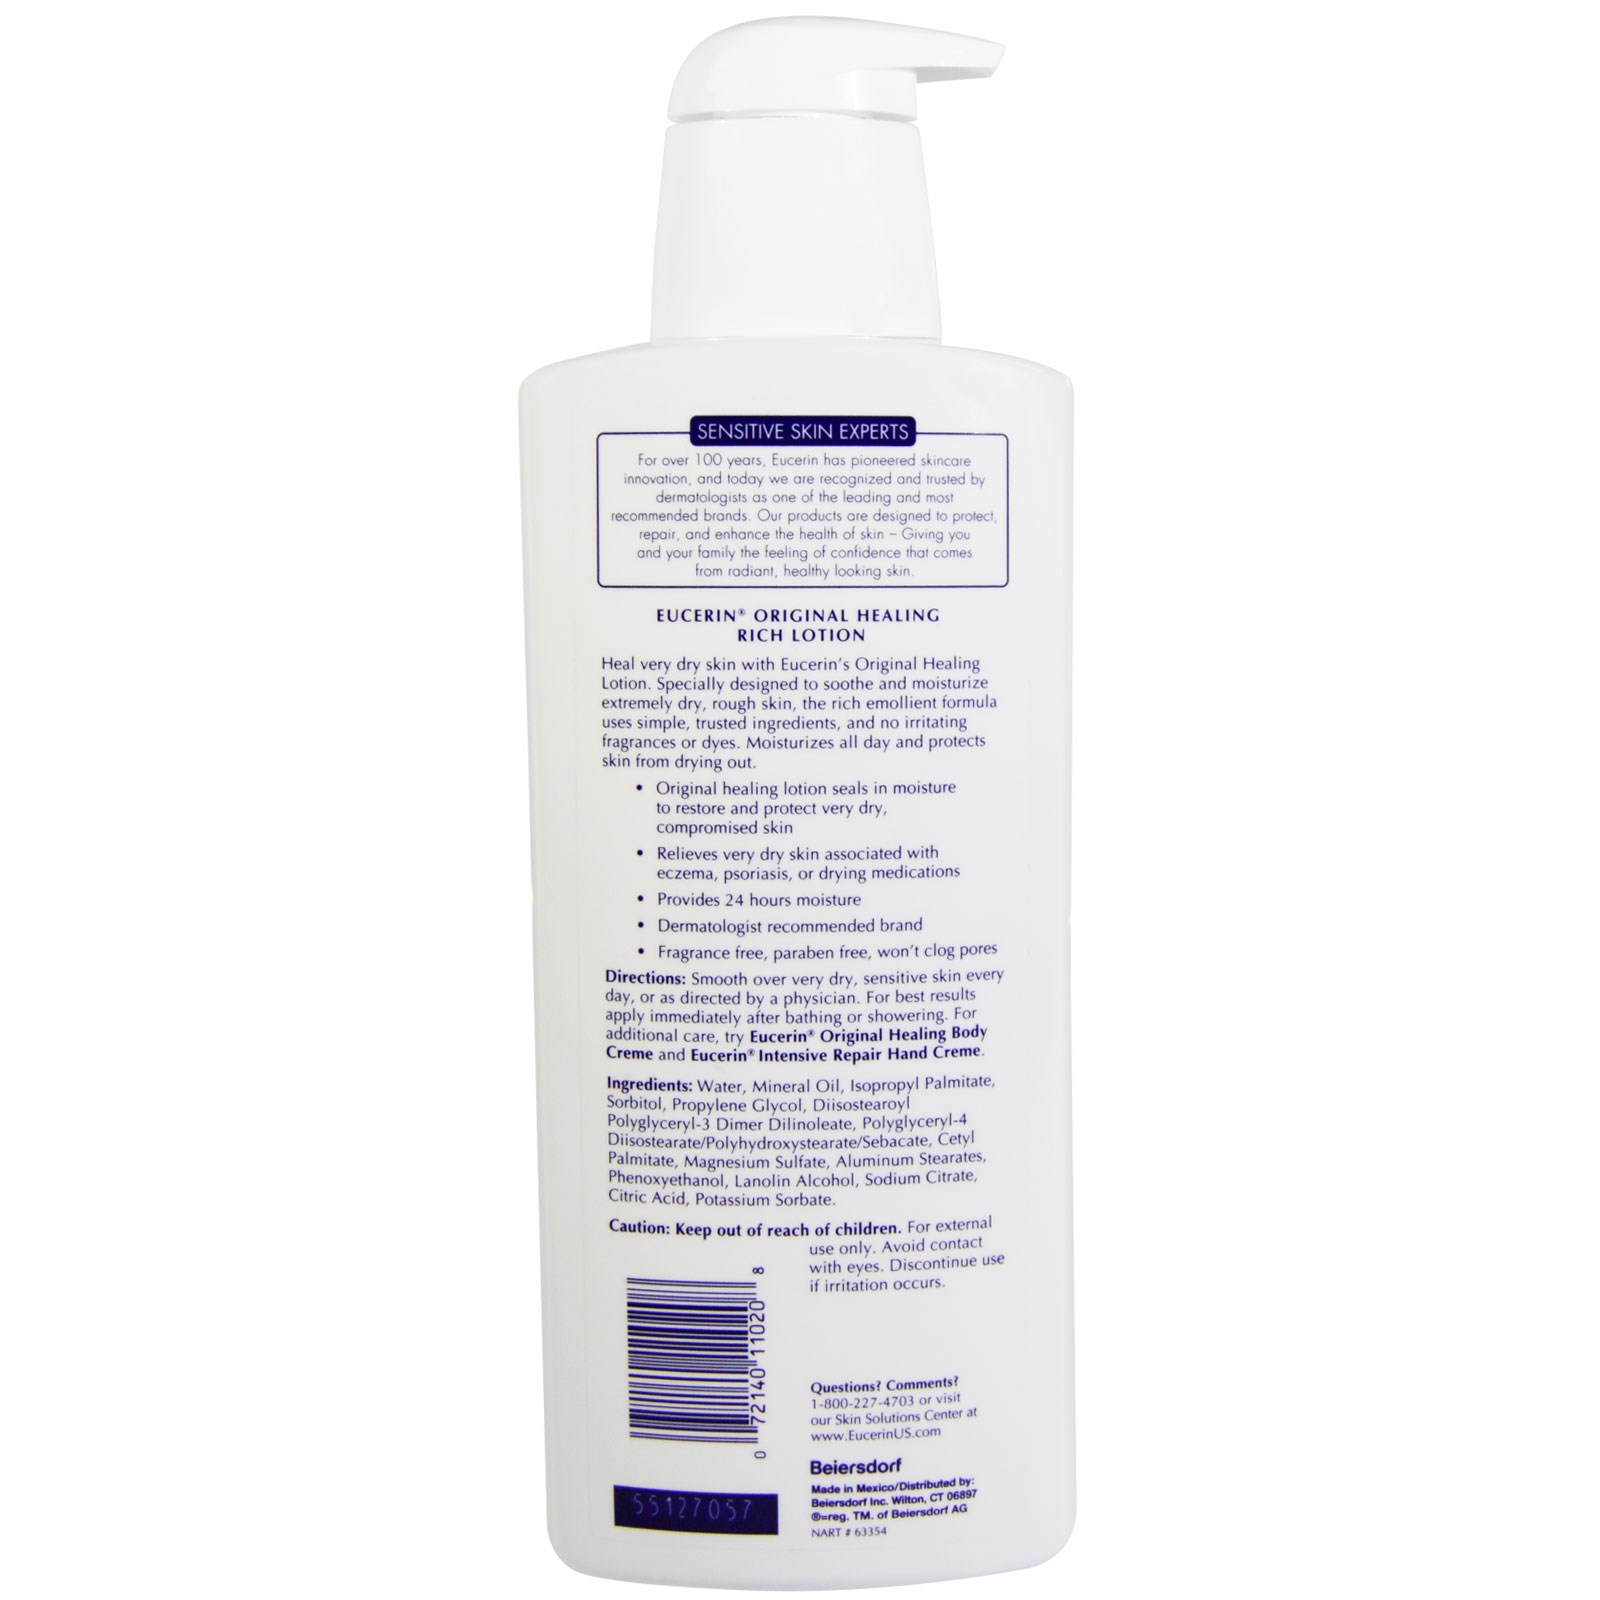 SENSITIVE SKIN EXPERTS
For over 100 years, Eucerin has pioneered skincare
innovation, and today we are recognized and trusted by
dermatologists as one of the leading and most
recommended brands. Our products are designed to protect,
repair, and enhance the health of skin – Giving you
and your family the feeling of confidence that comes
from radiant, healthy looking skin.
EUCERIN® ORIGINAL HEALING
RICH LOTION
Heal very dry skin with Eucerin's Original Healing
Lotion. Specially designed to soothe and moisturize
extremely dry, rough skin, the rich emollient formula
uses simple, trusted ingredients, and no irritating
fragrances or dyes. Moisturizes all day and protects
skin from drying out.
• Original healing lotion seals in moisture
to restore and protect very dry,
compromised skin
• Relieves very dry skin associated with
eczema, psoriasis, or drying medications
• Provides 24 hours moisture
• Dermatologist recommended brand
• Fragrance free, paraben free, won't clog pores
Directions: Smooth over very dry, sensitive skin every
day, or as directed by a physician. For best results
apply immediately after bathing or showering. For
additional care, try Eucerin® Original Healing Body
Creme and Eucerin® Intensive Repair Hand Creme.
Ingredients: Water, Mineral Oil, Isopropyl Palmitate,
Sorbitol, Propylene Glycol, Diisostearoyl
Polyglyceryl-3 Dimer Dilinoleate, Polyglyceryl-4
Diisostearate/Polyhydroxystearate/Sebacate, Cetyl
Palmitate, Magnesium Sulfate, Aluminum Stearates,
Phenoxyethanol, Lanolin Alcohol, Sodium Citrate,
Citric Acid, Potassium Sorbate.
Caution: Keep out of reach of children. For external
use only. Avoid contact
with eyes. Discontinue use
if irritation occurs.
0 72140 11020 8
Questions? Comments?
1-800-227-4703 or visit
our Skin Solutions Center at
www.EucerinUS.com
Beiersdorf
Made in Mexico/Distributed by:
Beiersdorf Inc. Wilton, CT 06897
®=reg. TM. of Beiersdorf AG
NART # 63354
55127057